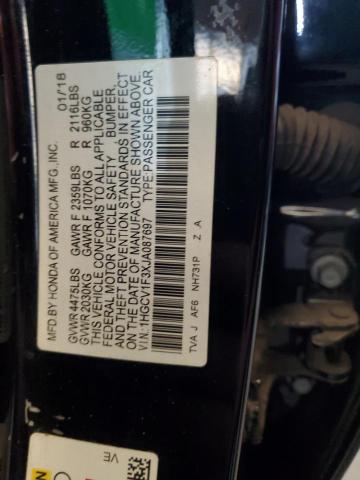 MFD BY HONDA OF AMERICA MFG.,INC. 01/18
GVWR 4475LBS GAWR F 2359LBS R 2116LBS
GVWR 2030KG GAWR F 1070KG R 960KG
THIS VEHICLE CONFORMS TO ALL APPLICABLE
FEDERAL MOTOR VEHICLE SAFETY BUMPER,
AND THEFT PREVENTION STANDARDS IN EFFECT
ON THE DATE OF MANUFACTURE SHOWN ABOVE.
V.I.N.:1HGCV1F3XJA087697 TYPE:PASSENGER CAR
TVA J AF6 NH731P Z A
VE